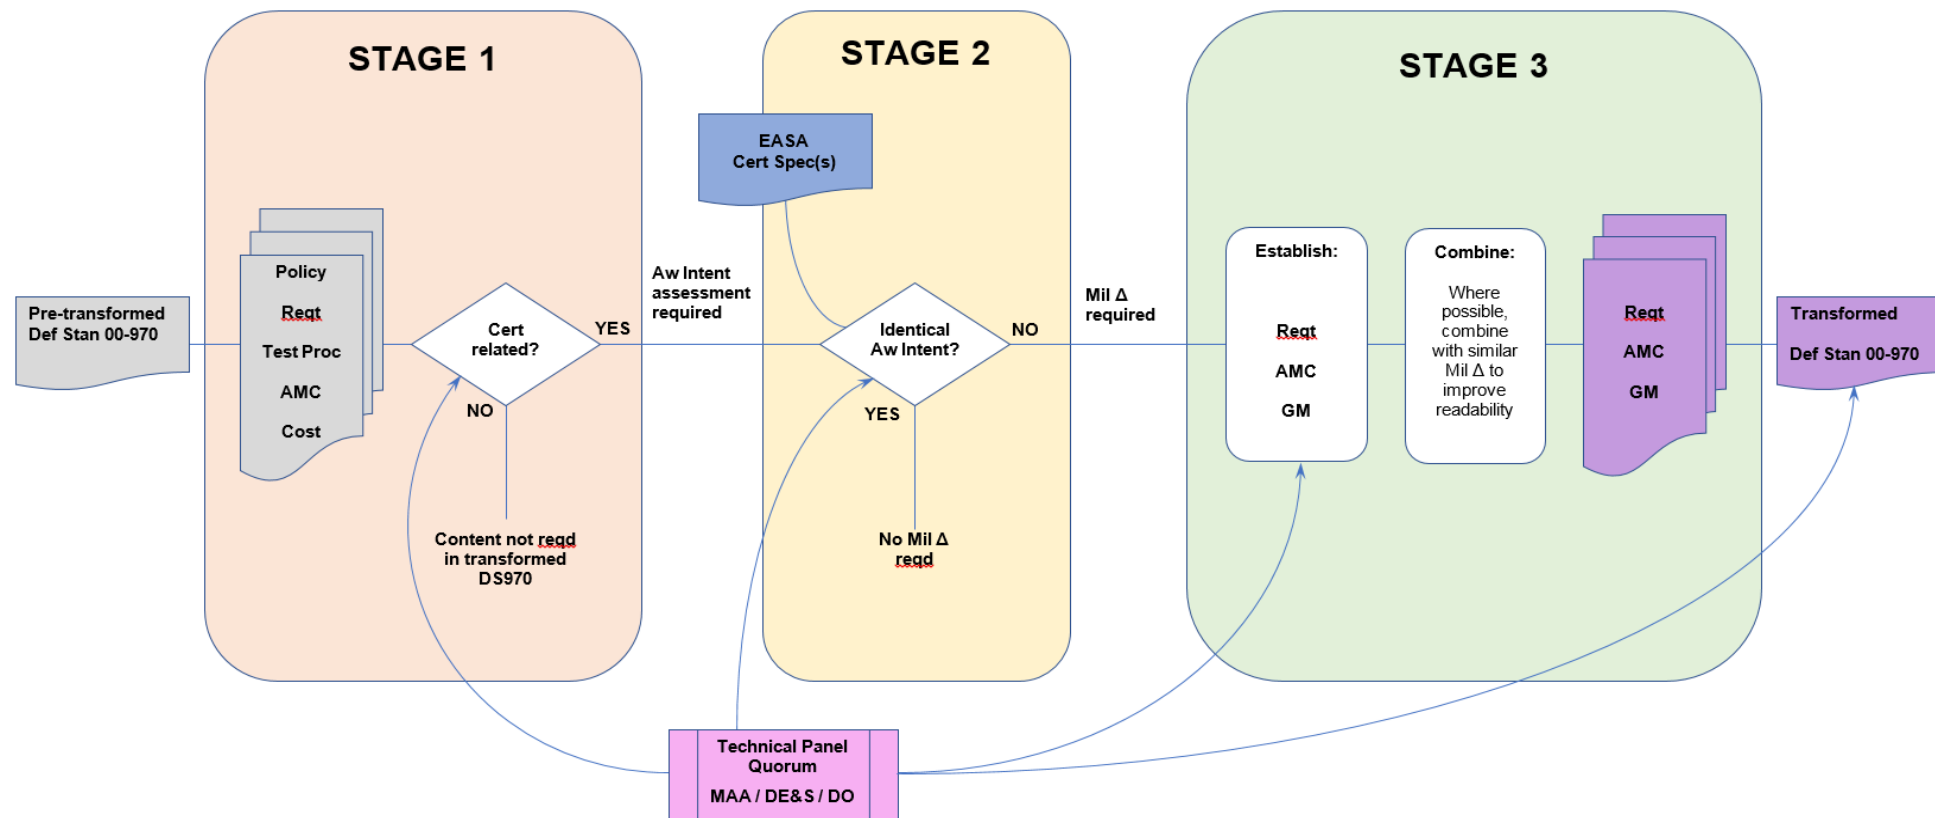 STAGE 1
STAGE 2
STAGE 3
Pre-transformed
Def Stan 00-970
Policy
Reqt
Test Proc
AMC
Cost
Cert
related?
YES
NO
Content not reqd
in transformed
DS970
Aw Intent
assessment
required
EASA
Cert Spec(s)
Identical
Aw Intent?
NO
YES
No Mil Δ
reqd
Mil Δ
required
Establish:
Reqt
AMC
GM
Combine:
Where
possible,
combine
with similar
Mil Δ to
improve
readability
Reqt
AMC
GM
Transformed
Def Stan 00-970
Technical Panel
Quorum
MAA / DE&S / DO